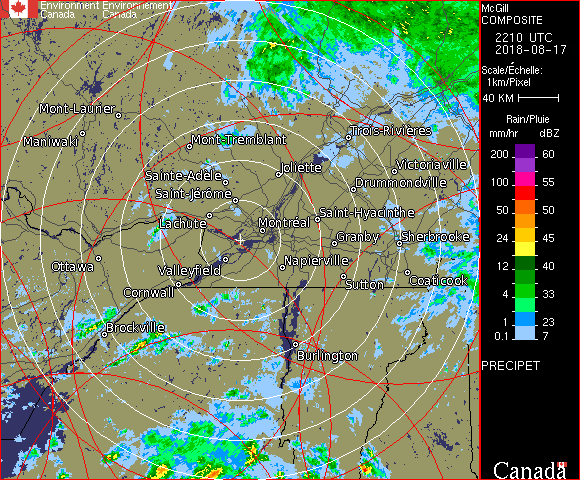 Environment Environnement
Canada Canada
McGill
COMPOSITE
2210 UTC
2018-08-17
Scale/Échelle:
1km/Pixel
40 KM
Rain/Pluie
mm/hr dBZ
200 60
150 57
100 55
50 50
24 45
12 40
4 33
1 23
0.1 7
PRECIPET
Canada
Mont-Laurier
Maniwaki
Mont-Tremblant
Trois-Rivières
Victoriaville
Joliette
Sainte-Adèle
Drummondville
Saint-Jérôme
Lachute
Saint-Hyacinthe
Montréal
Granby
Sherbrooke
Ottawa
Valleyfield
Napierville
Cornwall
Sutton
Coaticook
Brockville
Burlington